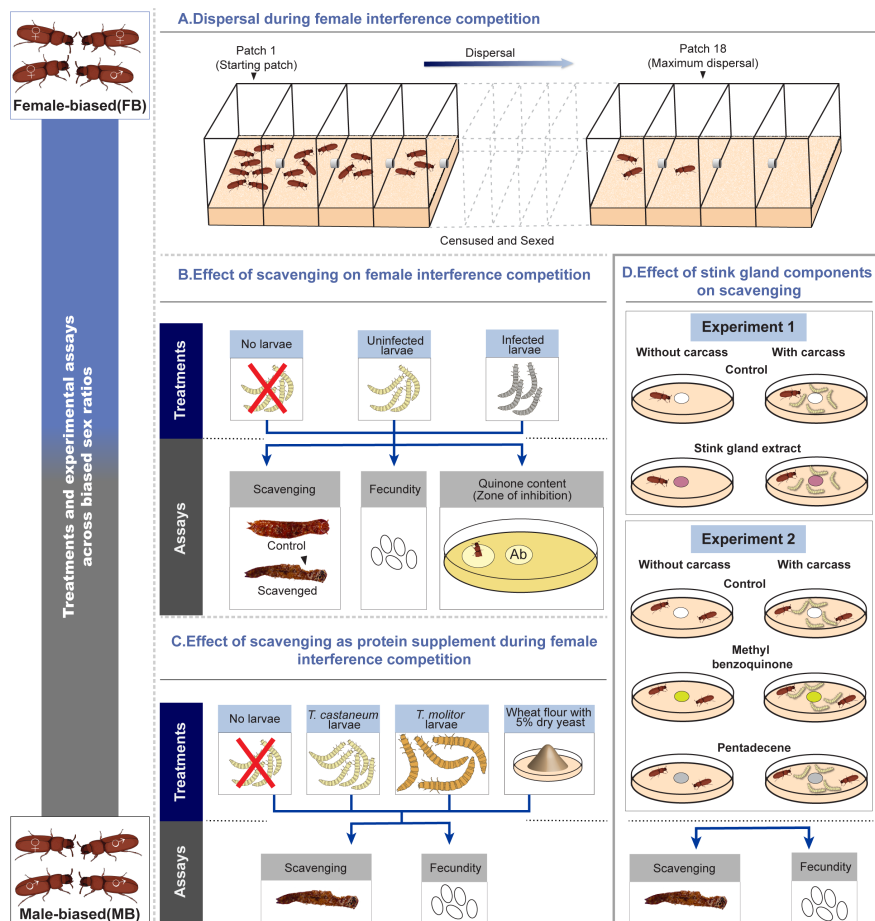 A.Dispersal during female interference competition
Patch 1
(Starting patch)
Dispersal
Patch 18
(Maximum dispersal)
Censused and Sexed
♀
♀
♀
♂
Female-biased(FB)
Treatments and experimental assays
across biased sex ratios
♀
♂
♂
♂
Male-biased(MB)
B.Effect of scavenging on female interference competition
Treatments
No larvae
Uninfected
larvae
Infected
larvae
Assays
Scavenging
Control
Scavenged
Fecundity
Quinone content
(Zone of inhibition)
Ab
C.Effect of scavenging as protein supplement during female
interference competition
Treatments
No larvae
T. castaneum
larvae
T. molitor
larvae
Wheat flour with
5% dry yeast
Assays
Scavenging
Fecundity
D.Effect of stink gland components
on scavenging
Experiment 1
Without carcass
With carcass
Control
Stink gland extract
Experiment 2
Without carcass
With carcass
Control
Methyl
benzoquinone
Pentadecene
Scavenging
Fecundity